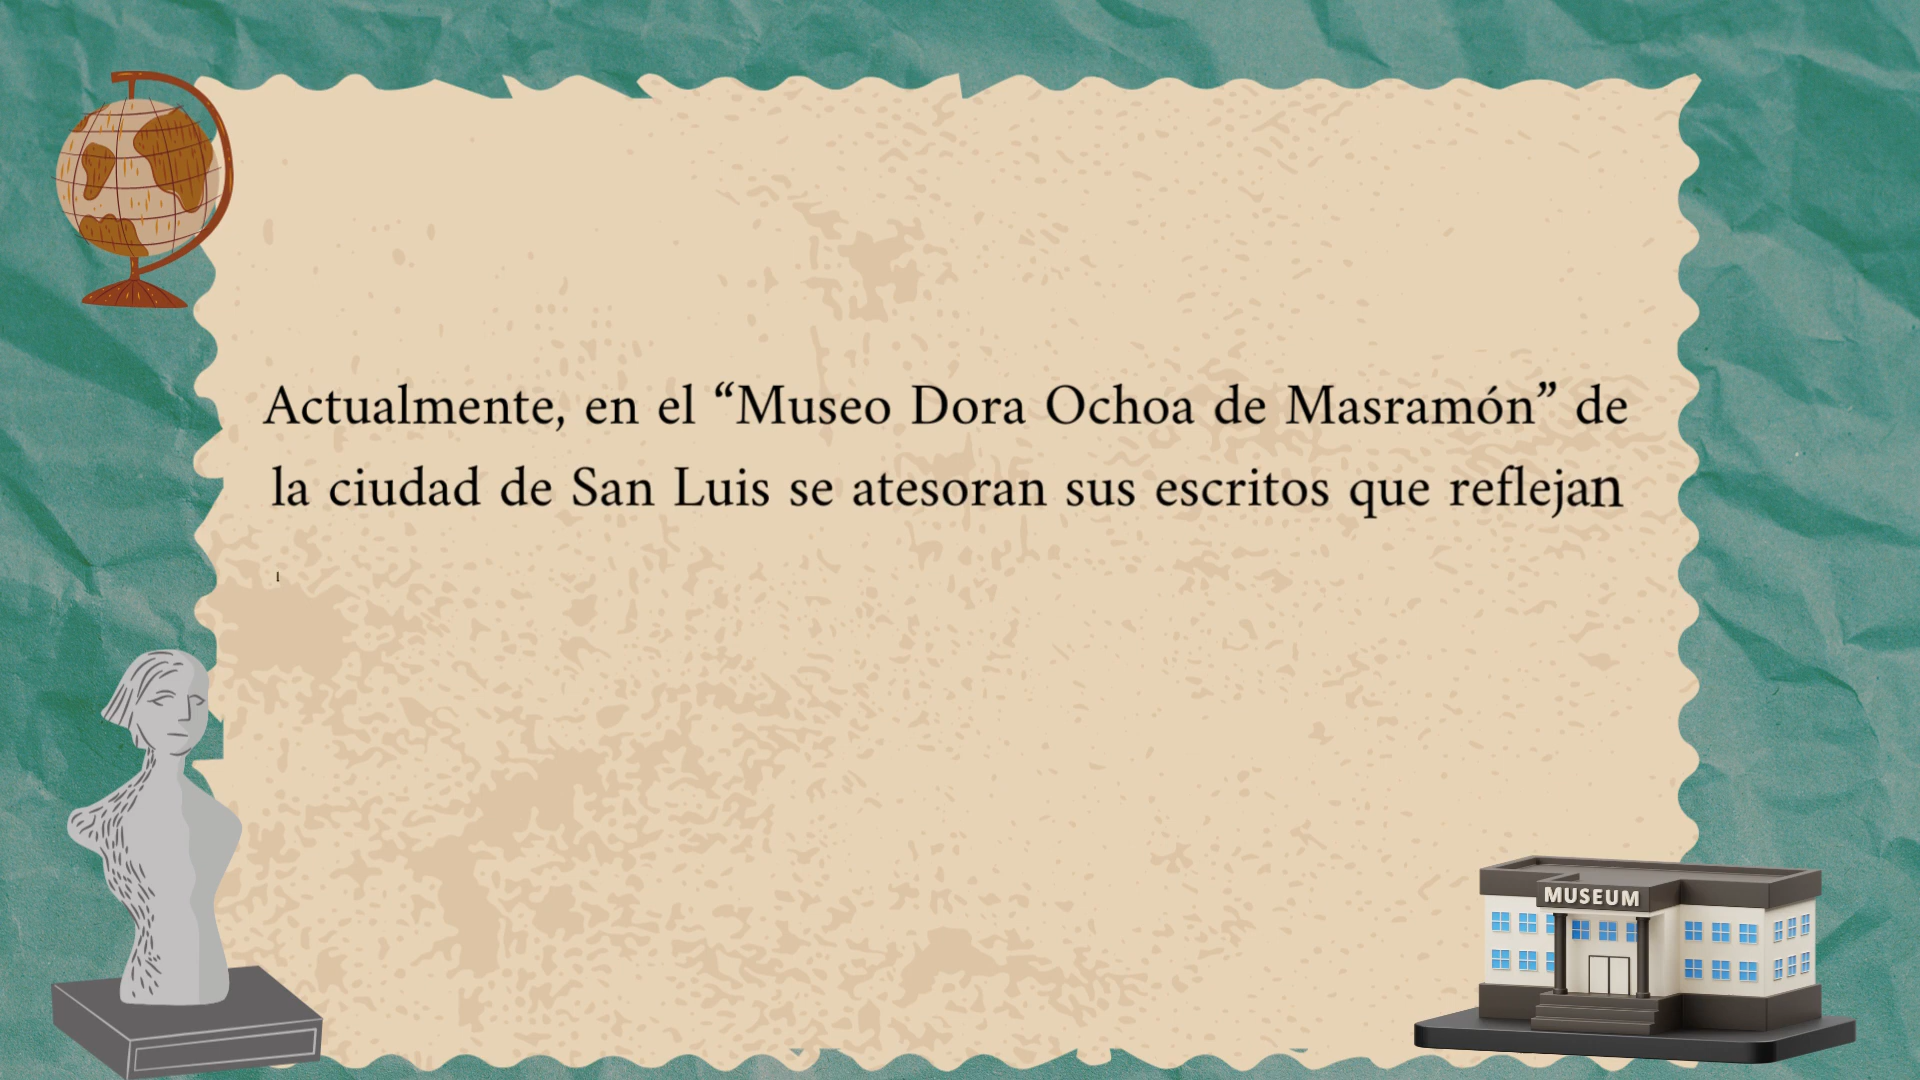 Actualmente, en el “Museo Dora Ochoa de Masramón” de
la ciudad de San Luis se atesoran sus escritos que reflejan
l
MUSEUM